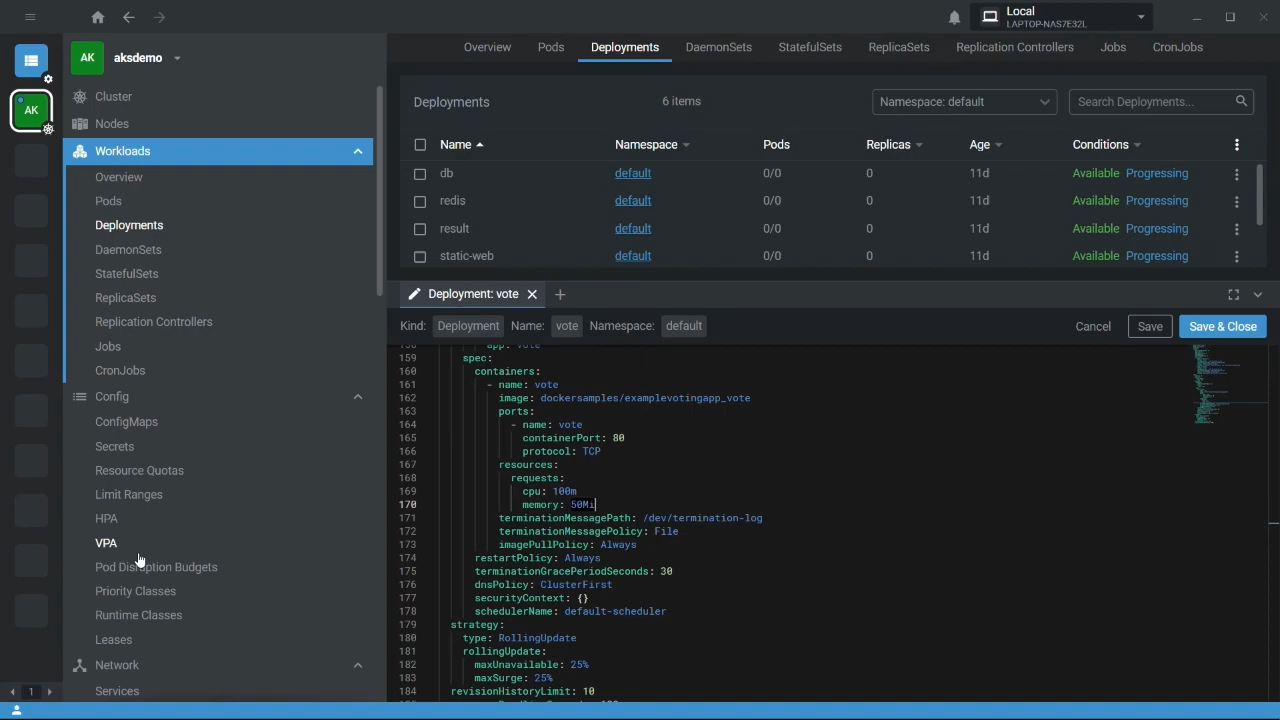 Local
LAPTOP-NAS7E32L
AK
aksdemo
AK
Cluster
Nodes
Workloads
Overview
Pods
Deployments
DaemonSets
StatefulSets
ReplicaSets
Replication Controllers
Jobs
CronJobs
Config
ConfigMaps
Secrets
Resource Quotas
Limit Ranges
HPA
VPA
Pod Disruption Budgets
Priority Classes
Runtime Classes
Leases
Network
Services
1
Overview Pods Deployments DaemonSets StatefulSets ReplicaSets Replication Controllers Jobs CronJobs
Deployments 6 items Namespace: default Search Deployments...
Name Namespace Pods Replicas Age Conditions
db default 0/0 0 11d Available Progressing
redis default 0/0 0 11d Available Progressing
result default 0/0 0 11d Available Progressing
static-web default 0/0 0 11d Available Progressing
Deployment: vote
Kind: Deployment Name: vote Namespace: default Cancel Save Save & Close
158 app: vote
159 spec:
160 containers:
161 - name: vote
162 image: dockersamples/examplevotingapp_vote
163 ports:
164 - name: vote
165 containerPort: 80
166 protocol: TCP
167 resources:
168 requests:
169 cpu: 100m
170 memory: 50Mi
171 terminationMessagePath: /dev/termination-log
172 terminationMessagePolicy: File
173 imagePullPolicy: Always
174 restartPolicy: Always
175 terminationGracePeriodSeconds: 30
176 dnsPolicy: ClusterFirst
177 securityContext: {}
178 schedulerName: default-scheduler
179 strategy:
180 type: RollingUpdate
181 rollingUpdate:
182 maxUnavailable: 25%
183 maxSurge: 25%
184 revisionHistoryLimit: 10